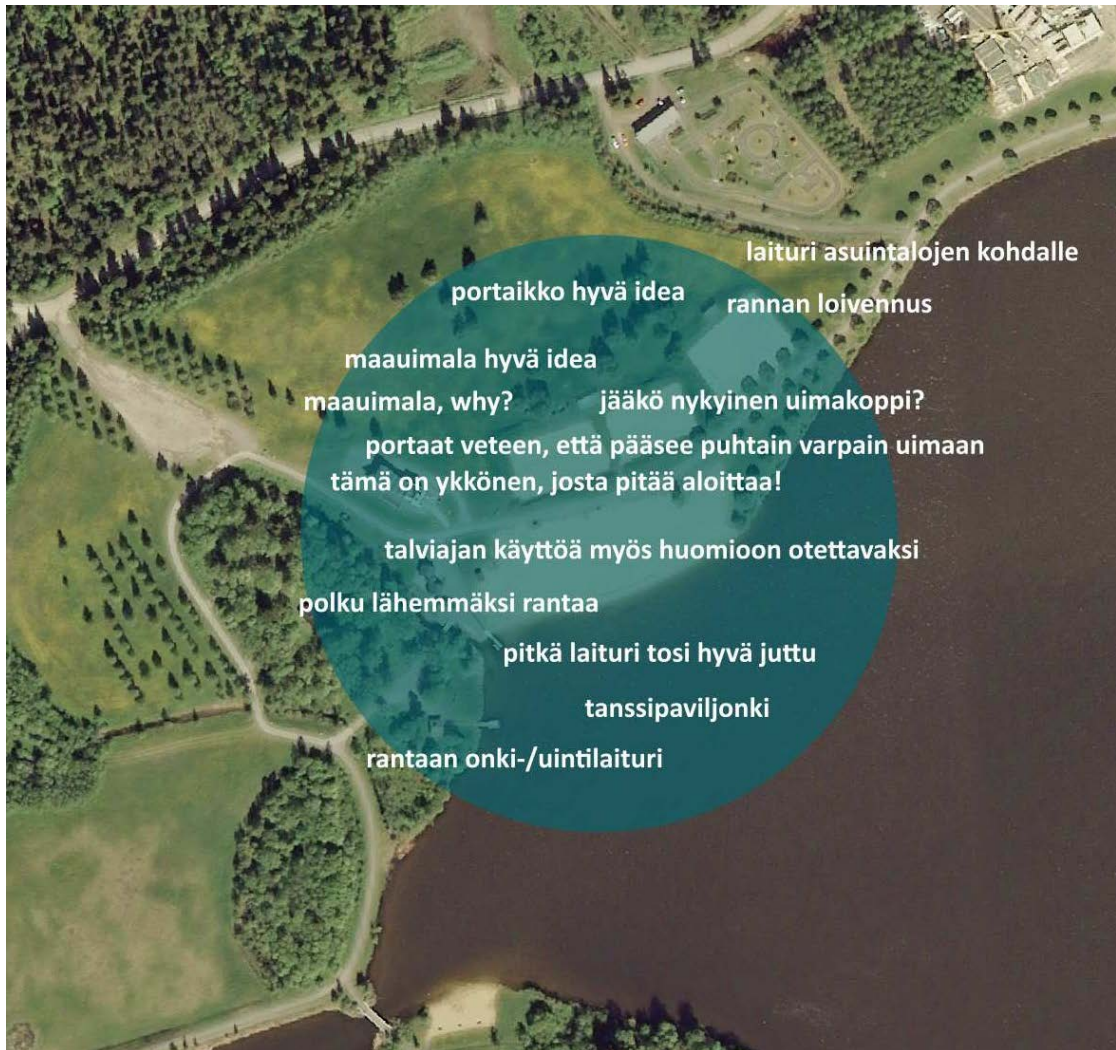 laituri asuintalojen kohdalle
portaikko hyvä idea
rannan loivennus
maauimala hyvä idea
maauimala, why?
jääkö nykyinen uimakoppi?
portaat veteen, että pääsee puhtain varpain uimaan
tämä on ykkönen, josta pitää aloittaa!
talviajan käyttöä myös huomioon otettavaksi
polku lähemmäksi rantaa
pitkä laituri tosi hyvä juttu
tanssipaviljonki
rantaan onki-/uintilaituri